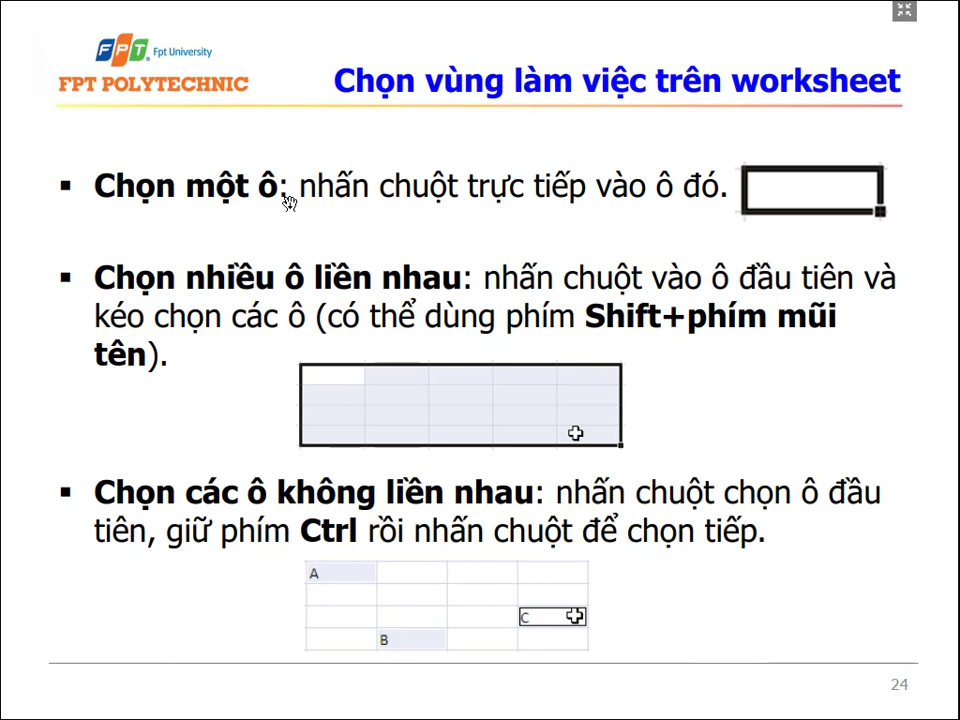 FPT Fpt University
FPT POLYTECHNIC
Chọn vùng làm việc trên worksheet
▪ Chọn một ô: nhấn chuột trực tiếp vào ô đó.
▪ Chọn nhiều ô liền nhau: nhấn chuột vào ô đầu tiên và
kéo chọn các ô (có thể dùng phím Shift+phím mũi
tên).
▪ Chọn các ô không liền nhau: nhấn chuột chọn ô đầu
tiên, giữ phím Ctrl rồi nhấn chuột để chọn tiếp.
A
C
B
24